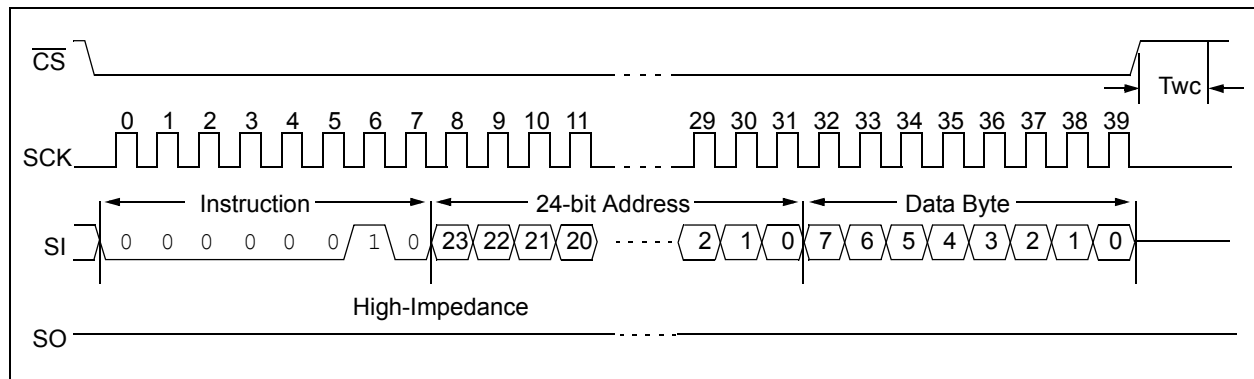 CS
Twc
0 1 2 3 4 5 6 7 8 9 10 11 29 30 31 32 33 34 35 36 37 38 39
SCK
Instruction 24-bit Address Data Byte
SI 0 0 0 0 0 0 1 0 23 22 21 20 2 1 0 7 6 5 4 3 2 1 0
High-Impedance
SO